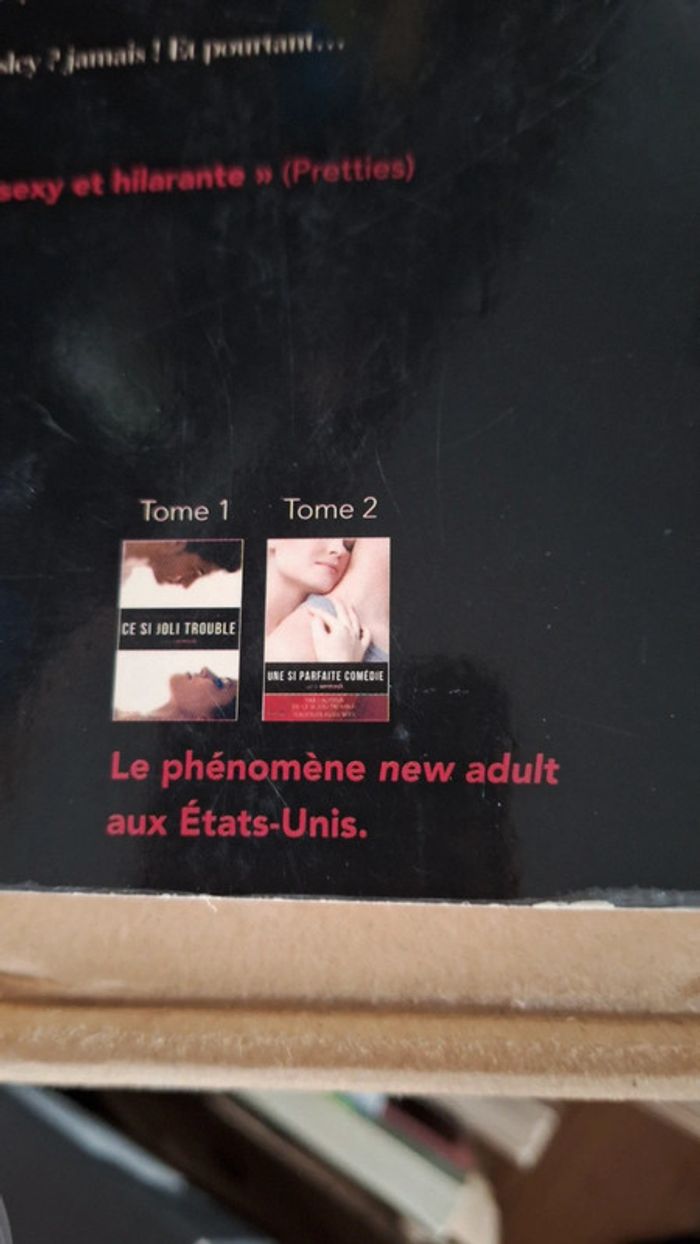 ? jamais ! Et pourtant…
sexy et hilarante » (Pretties)
Tome 1 Tome 2
CE SI JOLI TROUBLE
UNE SI PARFAITE COMÉDIE
Le phénomène new adult
aux États-Unis.